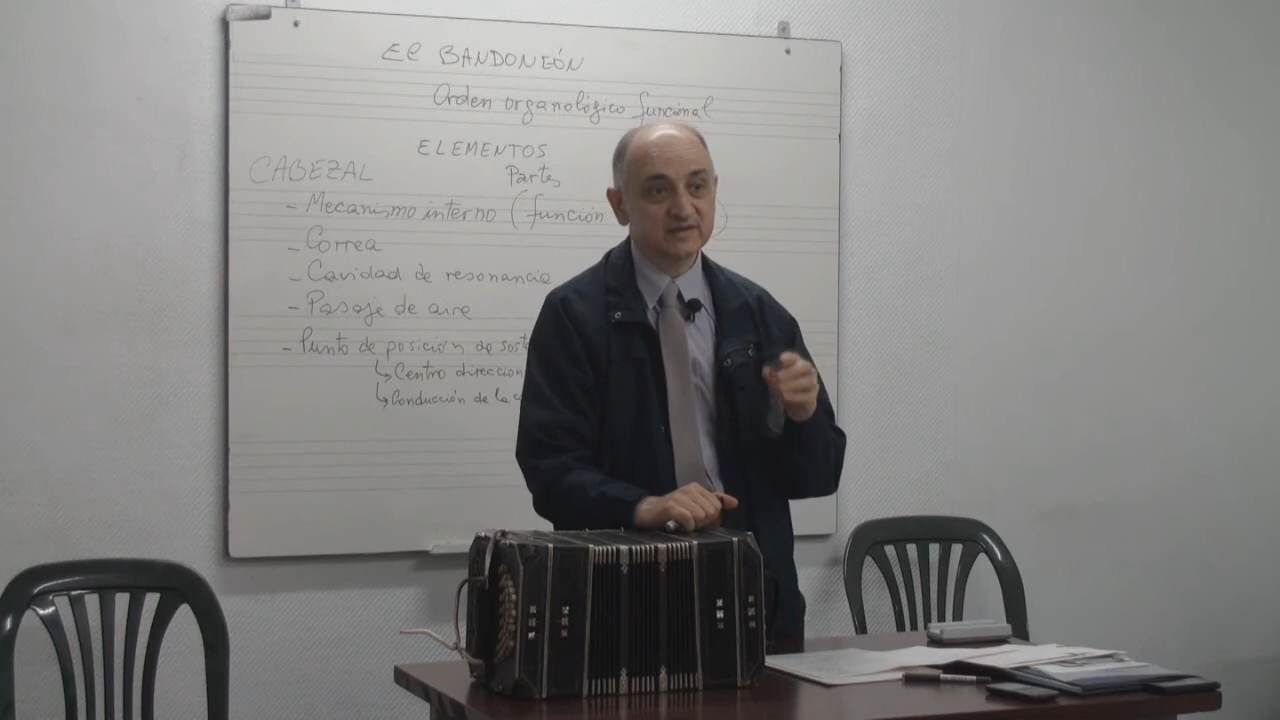 El BANDONEÓN
Orden organológico funcional
ELEMENTOS
CABEZAL
Partes
- Mecanismo interno (función )
- Correa
- Cavidad de resonancia
- Pasaje de aire
- Punto de posición de
↳ Centro
↳ Conducción de la